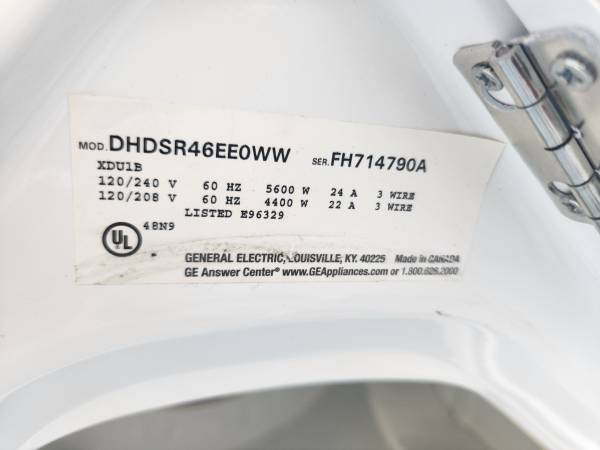 MOD. DHDSR46EE0WW SER. FH714790A
XDU1B
120/240 V 60 HZ 5600 W 24 A 3 WIRE
120/208 V 60 HZ 4400 W 22 A 3 WIRE
LISTED E96329
UL 48N9
GENERAL ELECTRIC, LOUISVILLE, KY. 40225 Made in CANADA
GE Answer Center® www.GEAppliances.com or 1.800.626.2000